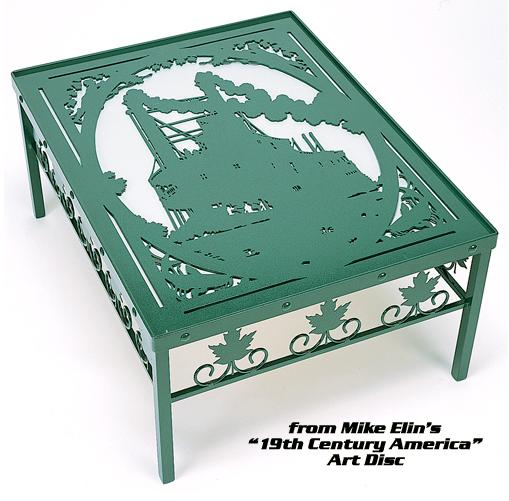 from Mike Elin's
"19th Century America"
Art Disc